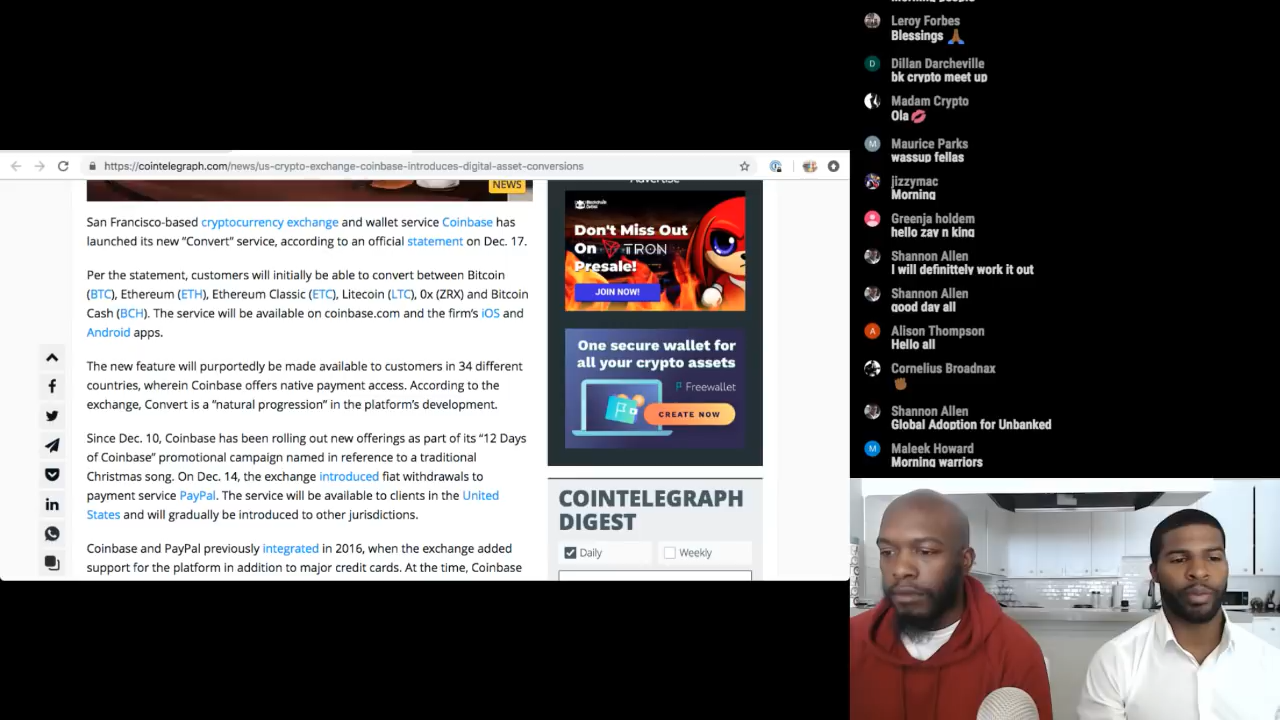 https://cointelegraph.com/news/us-crypto-exchange-coinbase-introduces-digital-asset-conversions
NEWS
San Francisco-based cryptocurrency exchange and wallet service Coinbase has
launched its new “Convert” service, according to an official statement on Dec. 17.
Per the statement, customers will initially be able to convert between Bitcoin
(BTC), Ethereum (ETH), Ethereum Classic (ETC), Litecoin (LTC), 0x (ZRX) and Bitcoin
Cash (BCH). The service will be available on coinbase.com and the firm’s iOS and
Android apps.
The new feature will purportedly be made available to customers in 34 different
countries, wherein Coinbase offers native payment access. According to the
exchange, Convert is a “natural progression” in the platform’s development.
Since Dec. 10, Coinbase has been rolling out new offerings as part of its “12 Days
of Coinbase” promotional campaign named in reference to a traditional
Christmas song. On Dec. 14, the exchange introduced fiat withdrawals to
payment service PayPal. The service will be available to clients in the United
States and will gradually be introduced to other jurisdictions.
Coinbase and PayPal previously integrated in 2016, when the exchange added
support for the platform in addition to major credit cards. At the time, Coinbase
Advertise
Don't Miss Out
On TRON
Presale!
JOIN NOW!
One secure wallet for
all your crypto assets
Freewallet
CREATE NOW
COINTELEGRAPH
DIGEST
Daily
Weekly
Leroy Forbes
Blessings 🙏🏾
D
Dillan Darcheville
bk crypto meet up
Madam Crypto
Ola💋
M
Maurice Parks
wassup fellas
jizzymac
Morning
Greenja holdem
hello zay n king
Shannon Allen
I will definittely work it out
Shannon Allen
good day all
A
Alison Thompson
Hello all
Cornelius Broadnax
Shannon Allen
Global Adoption for Unbanked
M
Maleek Howard
Morning warriors